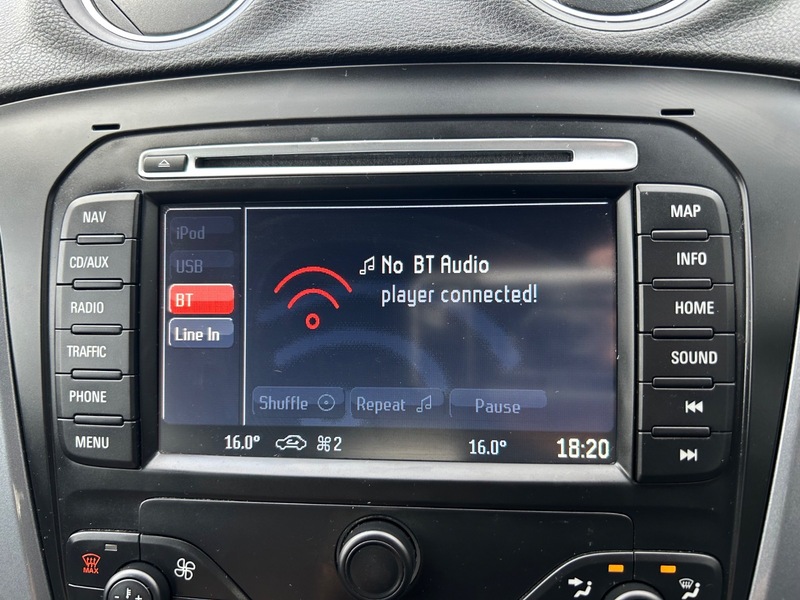 NAV
CD/AUX
RADIO
TRAFFIC
PHONE
MENU
iPod
USB
BT
Line In
No BT Audio
player connected!
Shuffle
Repeat
Pause
16.0°
2
16.0°
18:20
MAP
INFO
HOME
SOUND
MAX
- +